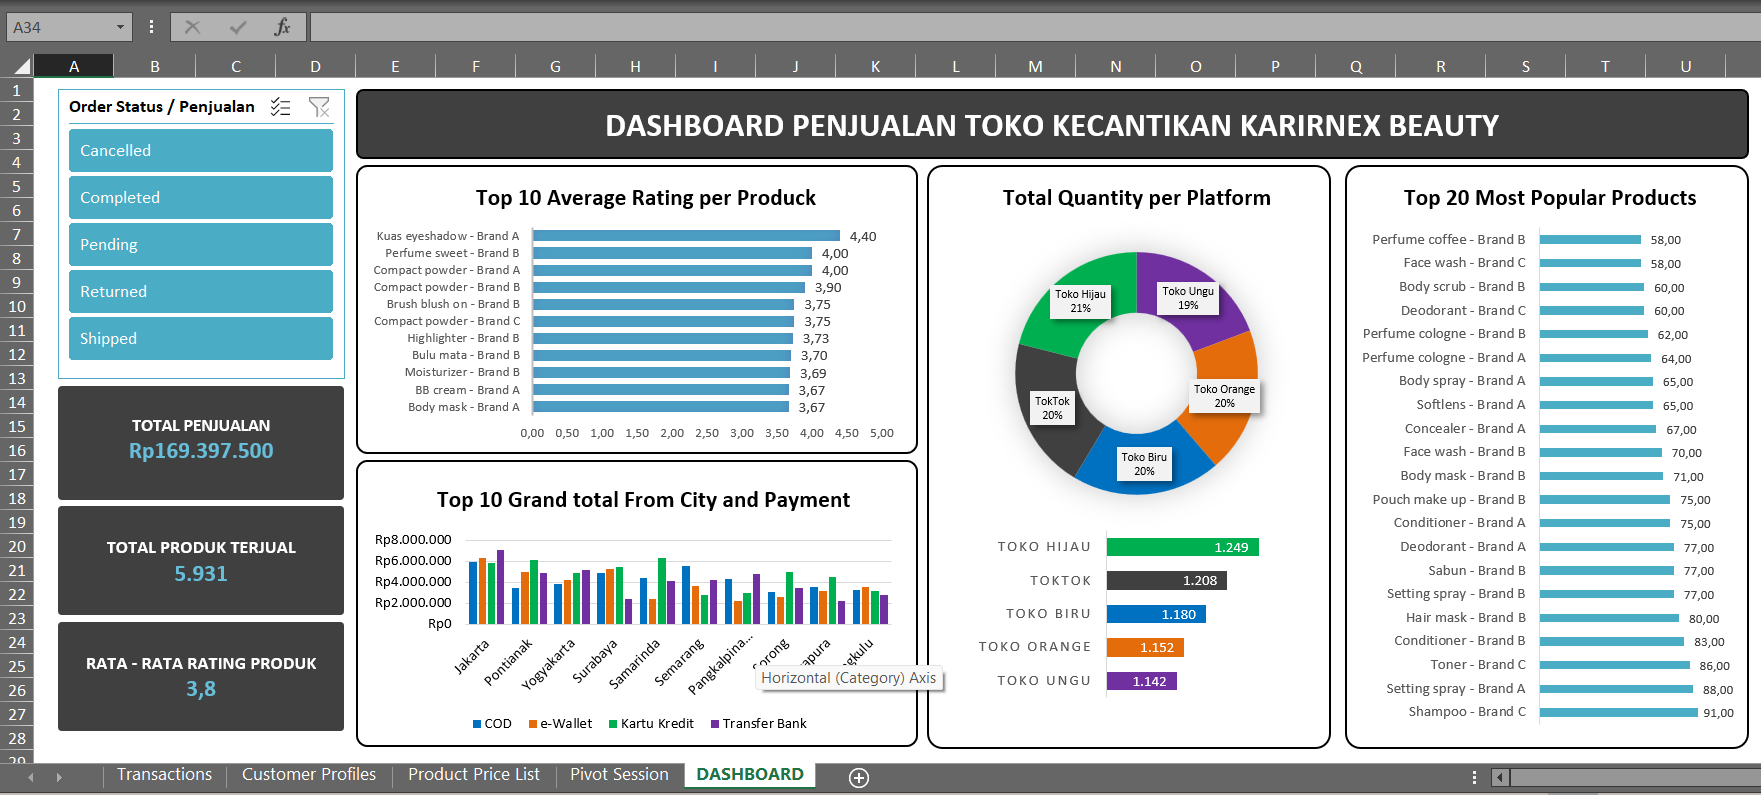 A34
fx
A B C D E F G H I J K L M N O P Q R S T U
1
2
3
4
5
6
7
8
9
10
11
12
13
14
15
16
17
18
19
20
21
22
23
24
25
26
27
28
29
Order Status / Penjualan
Cancelled
Completed
Pending
Returned
Shipped
TOTAL PENJUALAN
Rp169.397.500
TOTAL PRODUK TERJUAL
5.931
RATA - RATA RATING PRODUK
3,8
DASHBOARD PENJUALAN TOKO KECANTIKAN KARIRNEX BEAUTY
Top 10 Average Rating per Produck
Kuas eyeshadow - Brand A 4,40
Perfume sweet - Brand B 4,00
Compact powder - Brand A 4,00
Compact powder - Brand B 3,90
Brush blush on - Brand B 3,75
Compact powder - Brand C 3,75
Highlighter - Brand B 3,73
Bulu mata - Brand B 3,70
Moisturizer - Brand B 3,69
BB cream - Brand A 3,67
Body mask - Brand A 3,67
0,00 0,50 1,00 1,50 2,00 2,50 3,00 3,50 4,00 4,50 5,00
Top 10 Grand total From City and Payment
Rp8.000.000
Rp6.000.000
Rp4.000.000
Rp2.000.000
Rp0
Jakarta
Pontianak
Yogyakarta
Surabaya
Samarinda
Semarang
Pangkalpina...
Horizontal (Category) Axis
COD e-Wallet Kartu Kredit Transfer Bank
Total Quantity per Platform
Toko Hijau
21%
Toko Ungu
19%
Toko Orange
20%
TokTok
20%
Toko Biru
20%
TOKO HIJAU 1.249
TOKTOK 1.208
TOKO BIRU 1.180
TOKO ORANGE 1.152
TOKO UNGU 1.142
Top 20 Most Popular Products
Perfume coffee - Brand B 58,00
Face wash - Brand C 58,00
Body scrub - Brand B 60,00
Deodorant - Brand C 60,00
Perfume cologne - Brand B 62,00
Perfume cologne - Brand A 64,00
Body spray - Brand A 65,00
Softlens - Brand A 65,00
Concealer - Brand A 67,00
Face wash - Brand B 70,00
Body mask - Brand B 71,00
Pouch make up - Brand B 75,00
Conditioner - Brand A 75,00
Deodorant - Brand A 77,00
Sabun - Brand B 77,00
Setting spray - Brand B 77,00
Hair mask - Brand B 80,00
Conditioner - Brand B 83,00
Toner - Brand C 86,00
Setting spray - Brand A 88,00
Shampoo - Brand C 91,00
Transactions Customer Profiles Product Price List Pivot Session DASHBOARD